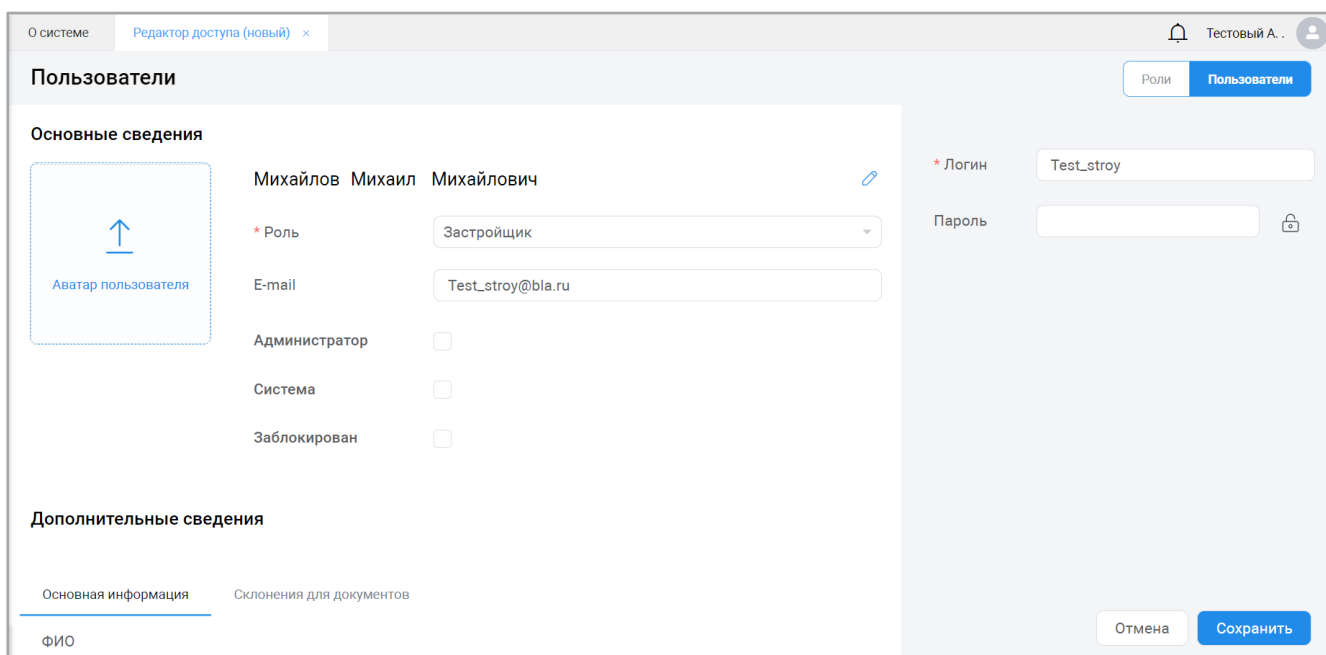 О системе
Редактор доступа (новый) ×
Тестовый А. .
Пользователи
Роли
Пользователи
Основные сведения
Аватар пользователя
Михайлов Михаил Михайлович
* Роль
Застройщик
E-mail
Test_stroy@bla.ru
Администратор
Система
Заблокирован
* Логин
Test_stroy
Пароль
Дополнительные сведения
Основная информация
Склонения для документов
ФИО
Отмена
Сохранить